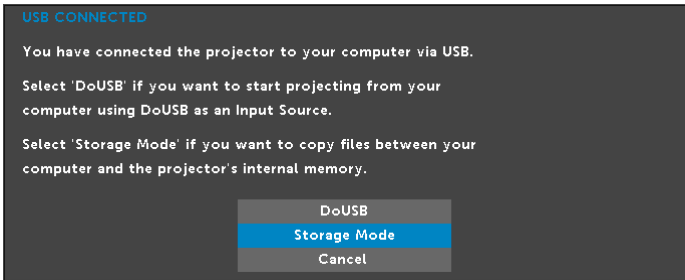 USB CONNECTED
You have connected the projector to your computer via USB.
Select 'DoUSB' if you want to start projecting from your
computer using DoUSB as an Input Source.
Select 'Storage Mode' if you want to copy files between your
computer and the projector's internal memory.
DoUSB
Storage Mode
Cancel